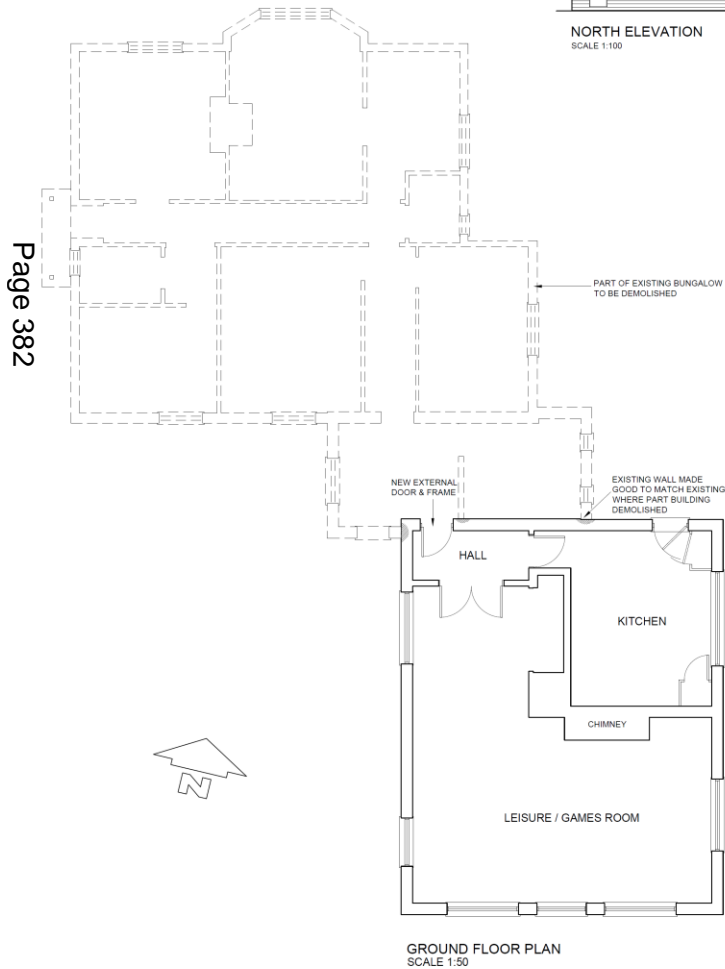 NORTH ELEVATION
SCALE 1:100
Page 382
PART OF EXISTING BUNGALOW
TO BE DEMOLISHED
NEW EXTERNAL
DOOR & FRAME
EXISTING WALL MADE
GOOD TO MATCH EXISTING
WHERE PART BUILDING
DEMOLISHED
HALL
KITCHEN
CHIMNEY
N
LEISURE / GAMES ROOM
GROUND FLOOR PLAN
SCALE 1:50